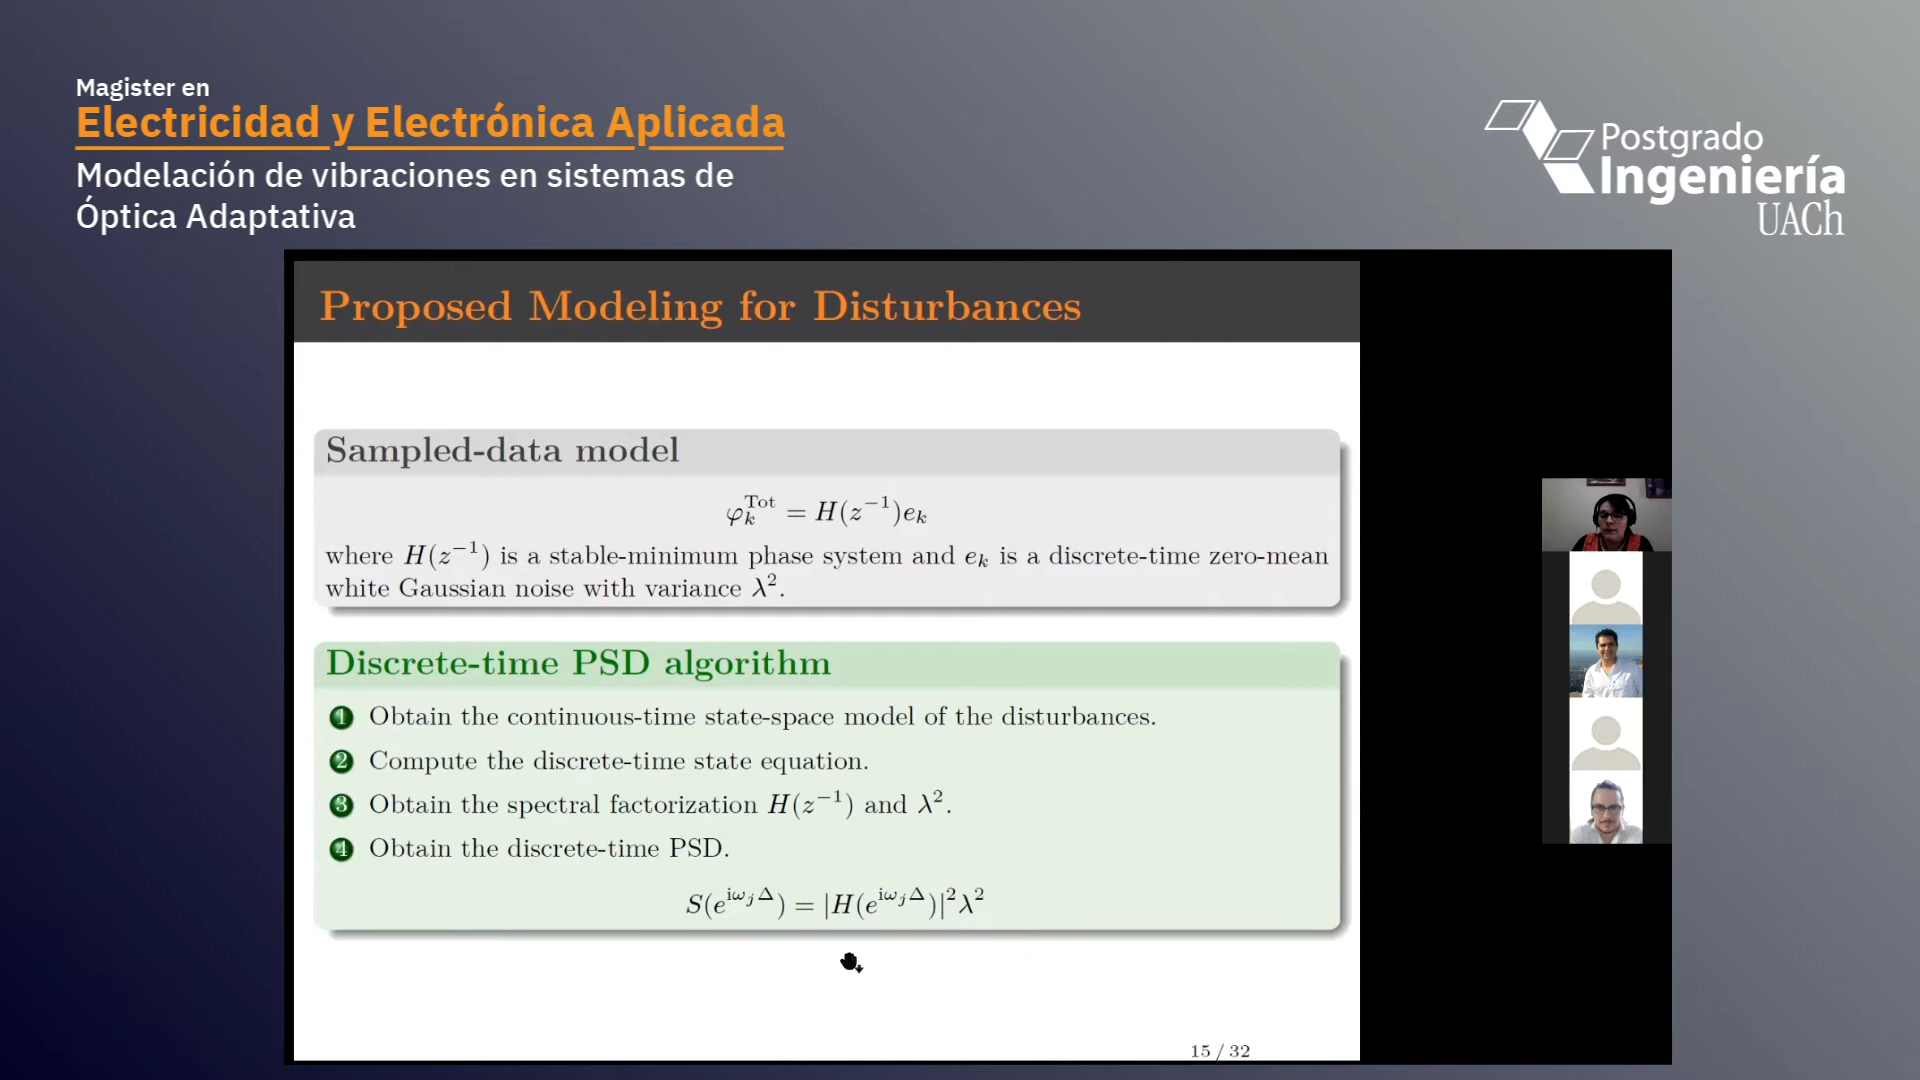 Magister en
Electricidad y Electrónica Aplicada
Modelación de vibraciones en sistemas de
Óptica Adaptativa
Postgrado
Ingeniería
UACh
Proposed Modeling for Disturbances
Sampled-data model
φ_k^Tot = H(z^−1)e_k
where H(z^−1) is a stable-minimum phase system and e_k is a discrete-time zero-mean
white Gaussian noise with variance λ^2.
Discrete-time PSD algorithm
1 Obtain the continuous-time state-space model of the disturbances.
2 Compute the discrete-time state equation.
3 Obtain the spectral factorization H(z^−1) and λ^2.
4 Obtain the discrete-time PSD.
S(e^{iω_jΔ}) = |H(e^{iω_jΔ})|^2λ^2
15 / 32